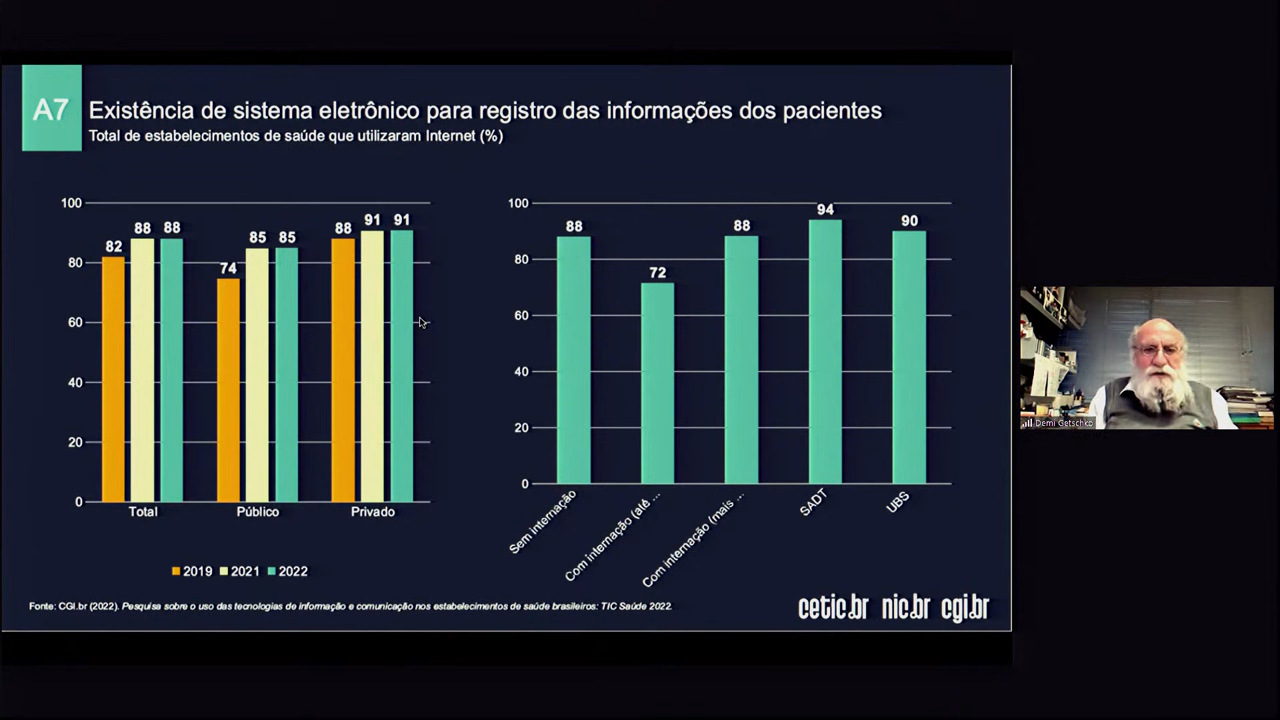 A7
Existência de sistema eletrônico para registro das informações dos pacientes
Total de estabelecimentos de saúde que utilizaram Internet (%)
100
80
60
40
20
0
82
88
88
74
85
85
88
91
91
Total
Público
Privado
2019
2021
2022
100
80
60
40
20
0
88
72
88
94
90
Sem internação
Com internação (até ...
Com internação (mais ...
SADT
UBS
Fonte: CGI.br (2022). Pesquisa sobre o uso das tecnologias de informação e comunicação nos estabelecimentos de saúde brasileiros: TIC Saúde 2022.
cetic.br nic.br cgi.br
Demi Getschko